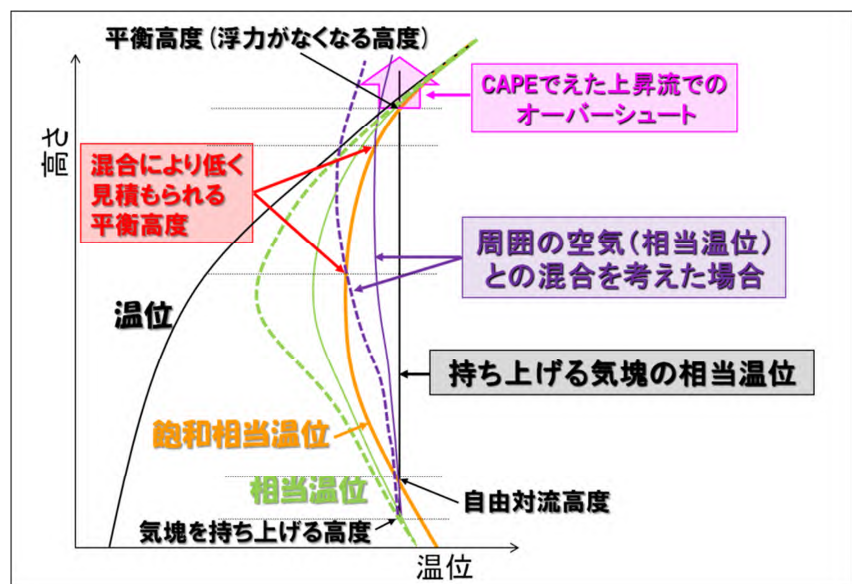 平衡高度(浮力がなくなる高度)
CAPEでえた上昇流での
オーバーシュート
高さ
混合により低く
見積もられる
平衡高度
周囲の空気(相当温位)
との混合を考えた場合
温位
持ち上げる気塊の相当温位
飽和相当温位
相当温位
自由対流高度
気塊を持ち上げる高度
温位